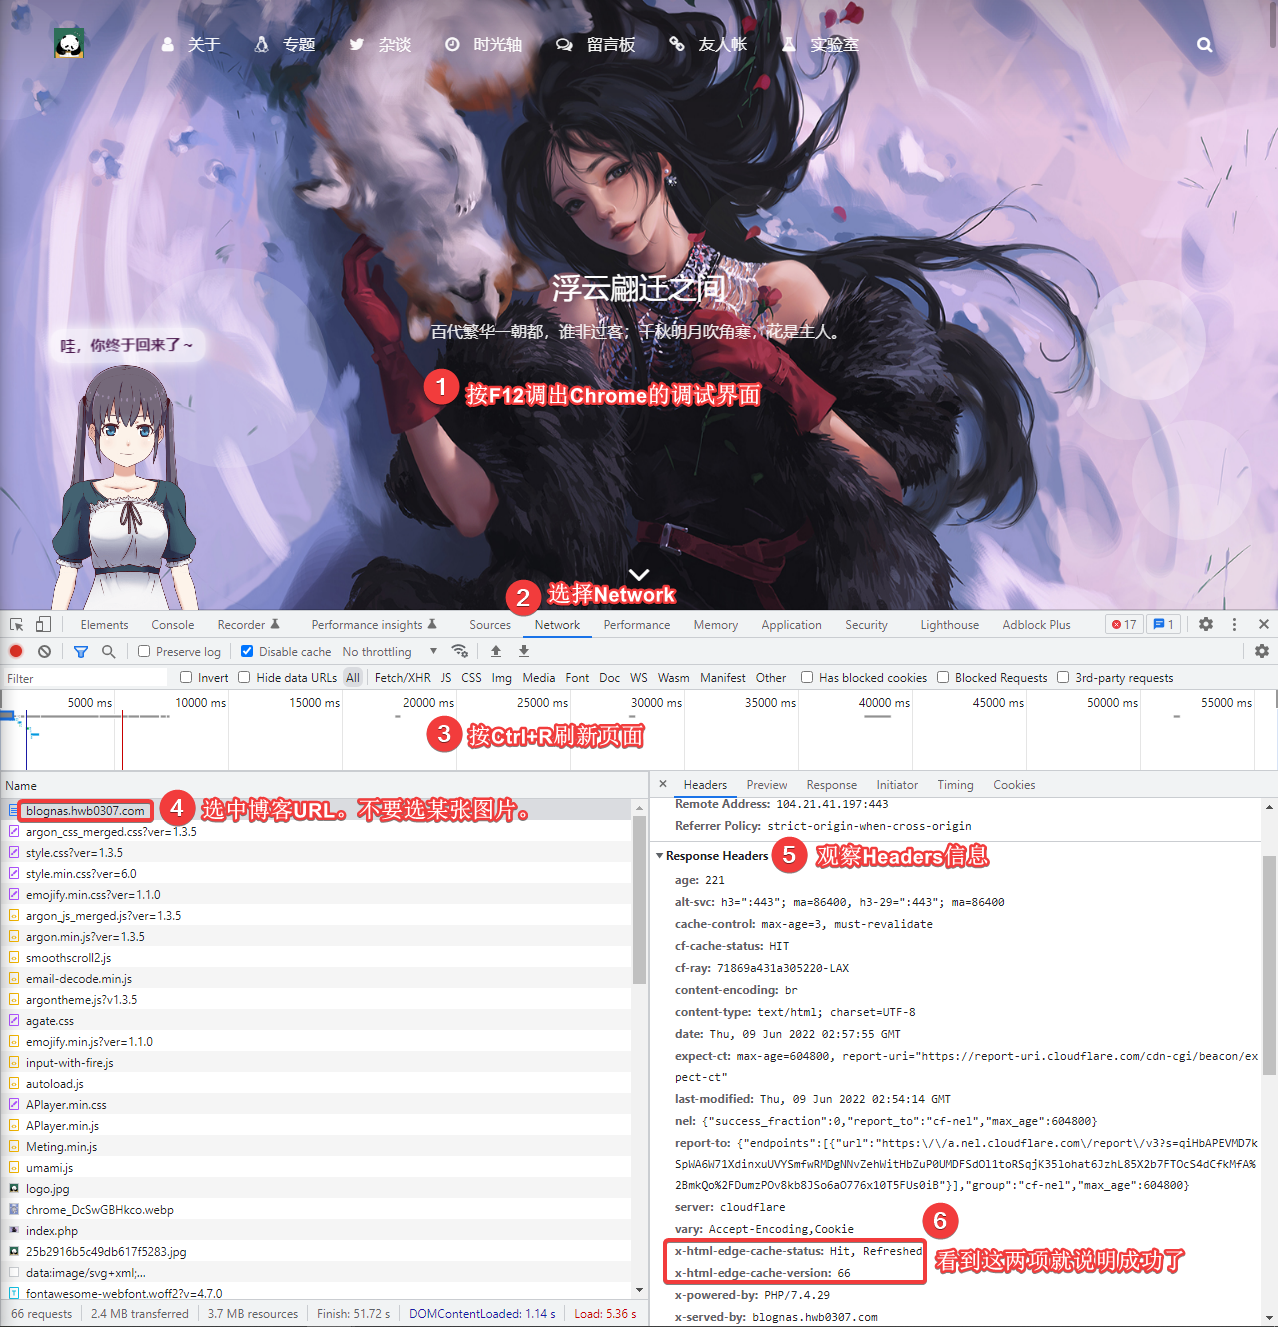 关于 专题 杂谈 时光轴 留言板 友人帐 实验室
浮云翩迁之间
百代繁华一朝都，谁非过客；千秋明月吹角寒，花是主人。
哇，你终于回来了～
1 按F12调出Chrome的调试界面
2 选择Network
Elements Console Recorder Performance insights Sources Network Performance Memory Application Security Lighthouse Adblock Plus 17 1
Preserve log Disable cache No throttling
Filter Invert Hide data URLs All Fetch/XHR JS CSS Img Media Font Doc WS Wasm Manifest Other Has blocked cookies Blocked Requests 3rd-party requests
5000 ms 10000 ms 15000 ms 20000 ms 25000 ms 30000 ms 35000 ms 40000 ms 45000 ms 50000 ms 55000 ms
3 按Ctrl+R刷新页面
Name
blognas.hwb0307.com
4 选中博客URL。不要选某张图片。
argon_css_merged.css?ver=1.3.5
style.css?ver=1.3.5
style.min.css?ver=6.0
emojify.min.css?ver=1.1.0
argon_js_merged.js?ver=1.3.5
argon.min.js?ver=1.3.5
smoothscroll2.js
email-decode.min.js
argontheme.js?v1.3.5
agate.css
emojify.min.js?ver=1.1.0
input-with-fire.js
autoload.js
APlayer.min.css
APlayer.min.js
Meting.min.js
umami.js
logo.jpg
chrome_DcSwGBHkco.webp
index.php
25b2916b5c49db617f5283.jpg
data:image/svg+xml;...
fontawesome-webfont.woff2?v=4.7.0
66 requests 2.4 MB transferred 3.7 MB resources Finish: 51.72 s DOMContentLoaded: 1.14 s Load: 5.36 s
Headers Preview Response Initiator Timing Cookies
Remote Address: 104.21.41.197:443
Referrer Policy: strict-origin-when-cross-origin
Response Headers
5 观察Headers信息
age: 221
alt-svc: h3=":443"; ma=86400, h3-29=":443"; ma=86400
cache-control: max-age=3, must-revalidate
cf-cache-status: HIT
cf-ray: 71869a431a305220-LAX
content-encoding: br
content-type: text/html; charset=UTF-8
date: Thu, 09 Jun 2022 02:57:55 GMT
expect-ct: max-age=604800, report-uri="https://report-uri.cloudflare.com/cdn-cgi/beacon/ex
pect-ct"
last-modified: Thu, 09 Jun 2022 02:54:14 GMT
nel: {"success_fraction":0,"report_to":"cf-nel","max_age":604800}
report-to: {"endpoints":[{"url":"https:\/\/a.nel.cloudflare.com\/report\/v3?s=qiHbAPEVMD7k
SpWA6W71XdinxuUVYSmfwRMDgNNvZehWitHbZuP0UMDFSdOl1toRSqjK35lohat6JzhL85X2b7FTOcS4dCfkMfA%
2BmkQo%2FDumzPOv8kb8JSo6aO776x10T5FUs0iB"}],"group":"cf-nel","max_age":604800}
server: cloudflare
vary: Accept-Encoding,Cookie
x-html-edge-cache-status: Hit, Refreshed
x-html-edge-cache-version: 66
6 看到这两项就说明成功了
x-powered-by: PHP/7.4.29
x-served-by: blognas.hwb0307.com